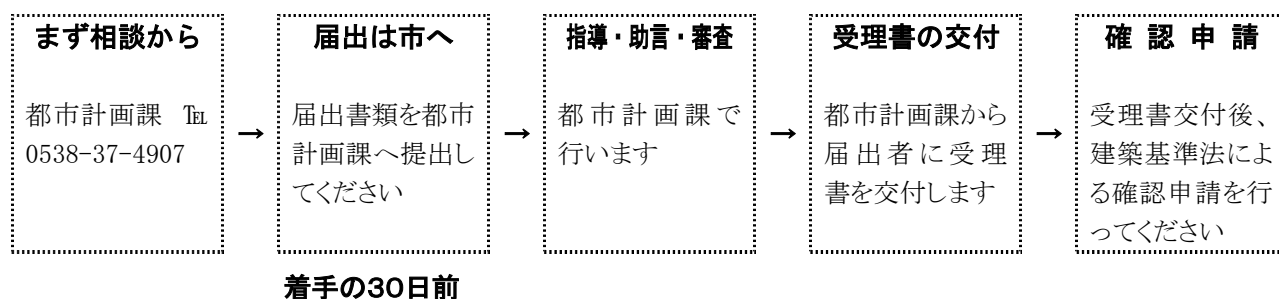 まず相談から
都市計画課 ℡
0538-37-4907
→
届出は市へ
届出書類を都市
計画課へ提出し
てください
→
指導・助言・審査
都市計画課で
行います
→
受理書の交付
都市計画課から
届出者に受理
書を交付します
→
確認申請
受理書交付後、
建築基準法によ
る確認申請を行
ってください
着手の30日前